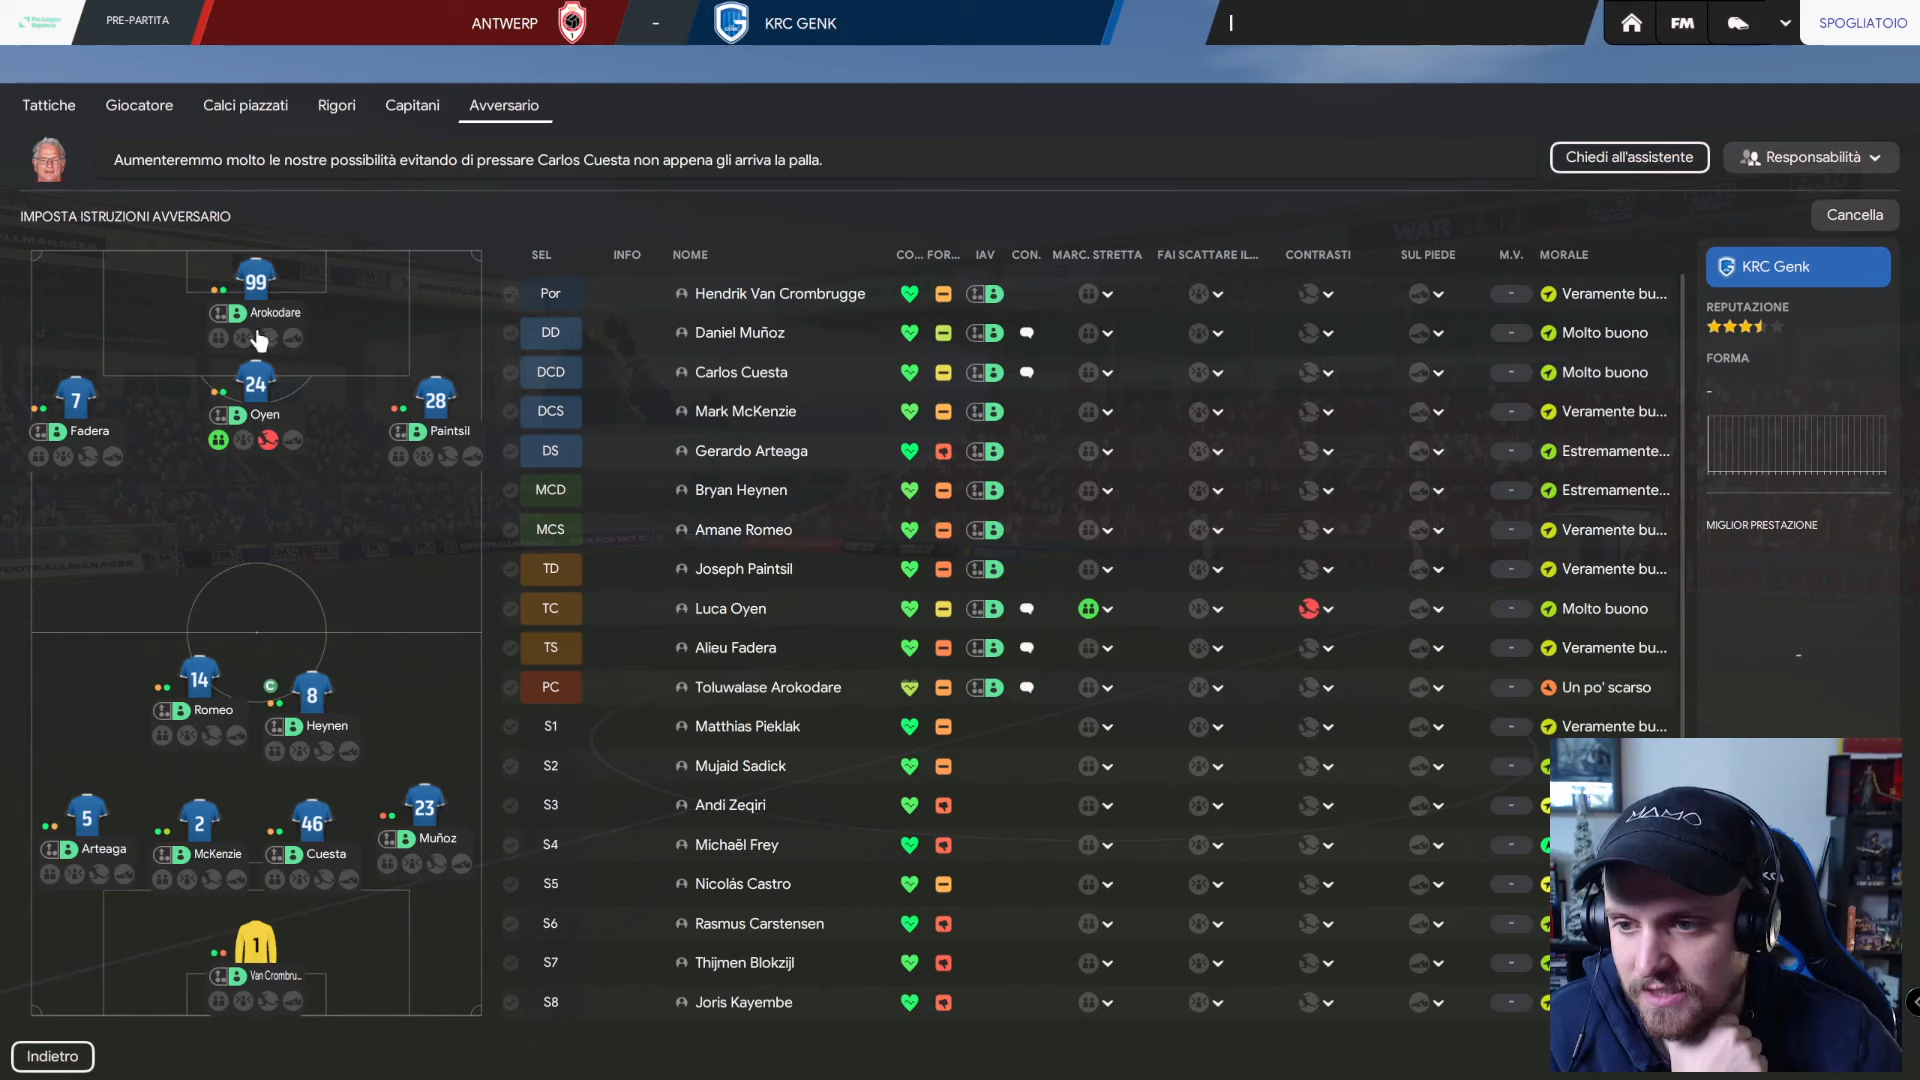 PRE-PARTITA
ANTWERP
-
KRC GENK
FM
SPOGLIATOIO
Tattiche
Giocatore
Calci piazzati
Rigori
Capitani
Avversario
Aumenteremmo molto le nostre possibilità evitando di pressare Carlos Cuesta non appena gli arriva la palla.
Chiedi all'assistente
Responsabilità
IMPOSTA ISTRUZIONI AVVERSARIO
Cancella
99
Arokodare
24
Oyen
7
Fadera
28
Paintsil
14
Romeo
C
8
Heynen
5
Arteaga
2
McKenzie
46
Cuesta
23
Muñoz
1
Van Crombru...
SEL INFO NOME CO... FOR... IAV CON. MARC. STRETTA FAI SCATTARE IL... CONTRASTI SUL PIEDE M.V. MORALE
Por Hendrik Van Crombrugge - Veramente bu...
DD Daniel Muñoz - Molto buono
DCD Carlos Cuesta - Molto buono
DCS Mark McKenzie - Veramente bu...
DS Gerardo Arteaga - Estremamente...
MCD Bryan Heynen - Estremamente...
MCS Amane Romeo - Veramente bu...
TD Joseph Paintsil - Veramente bu...
TC Luca Oyen - Molto buono
TS Alieu Fadera - Veramente bu...
PC Toluwalase Arokodare - Un po' scarso
S1 Matthias Pieklak - Veramente bu...
S2 Mujaid Sadick -
S3 Andi Zeqiri -
S4 Michaël Frey -
S5 Nicolás Castro -
S6 Rasmus Carstensen -
S7 Thijmen Blokzijl -
S8 Joris Kayembe -
KRC Genk
REPUTAZIONE
FORMA
-
MIGLIOR PRESTAZIONE
-
MAMO
Indietro